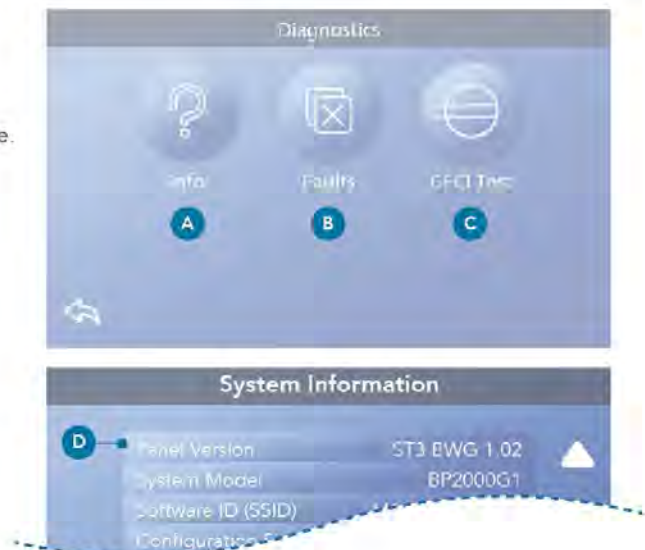 Diagnostics
e.
Info
Faults
GFCI Test
A
B
C
System Information
D
Panel Version ST3 BWG 1.02
System Model BP2000G1
Software ID (SSID)
Configuration